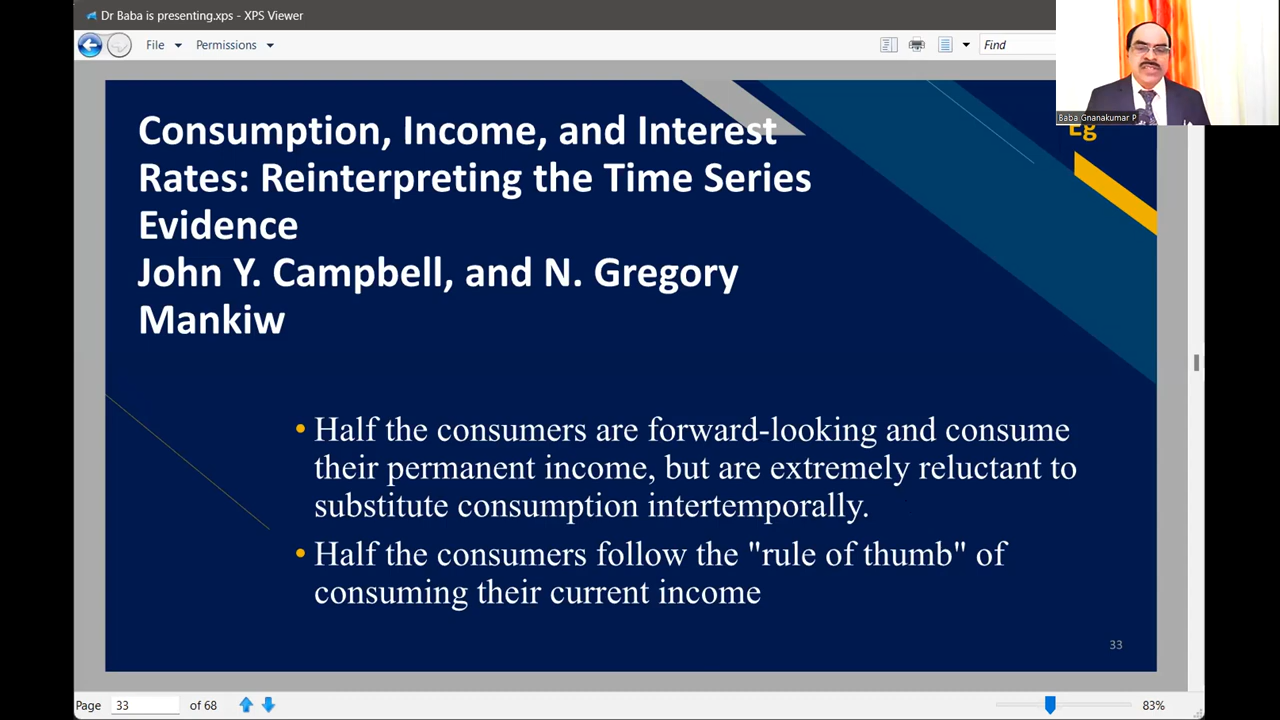 Dr Baba is presenting.xps - XPS Viewer
File Permissions Find
Baba Gnanakumar P
Eg
Consumption, Income, and Interest
Rates: Reinterpreting the Time Series
Evidence
John Y. Campbell, and N. Gregory
Mankiw
• Half the consumers are forward-looking and consume
their permanent income, but are extremely reluctant to
substitute consumption intertemporally.
• Half the consumers follow the "rule of thumb" of
consuming their current income
33
Page 33 of 68 83%